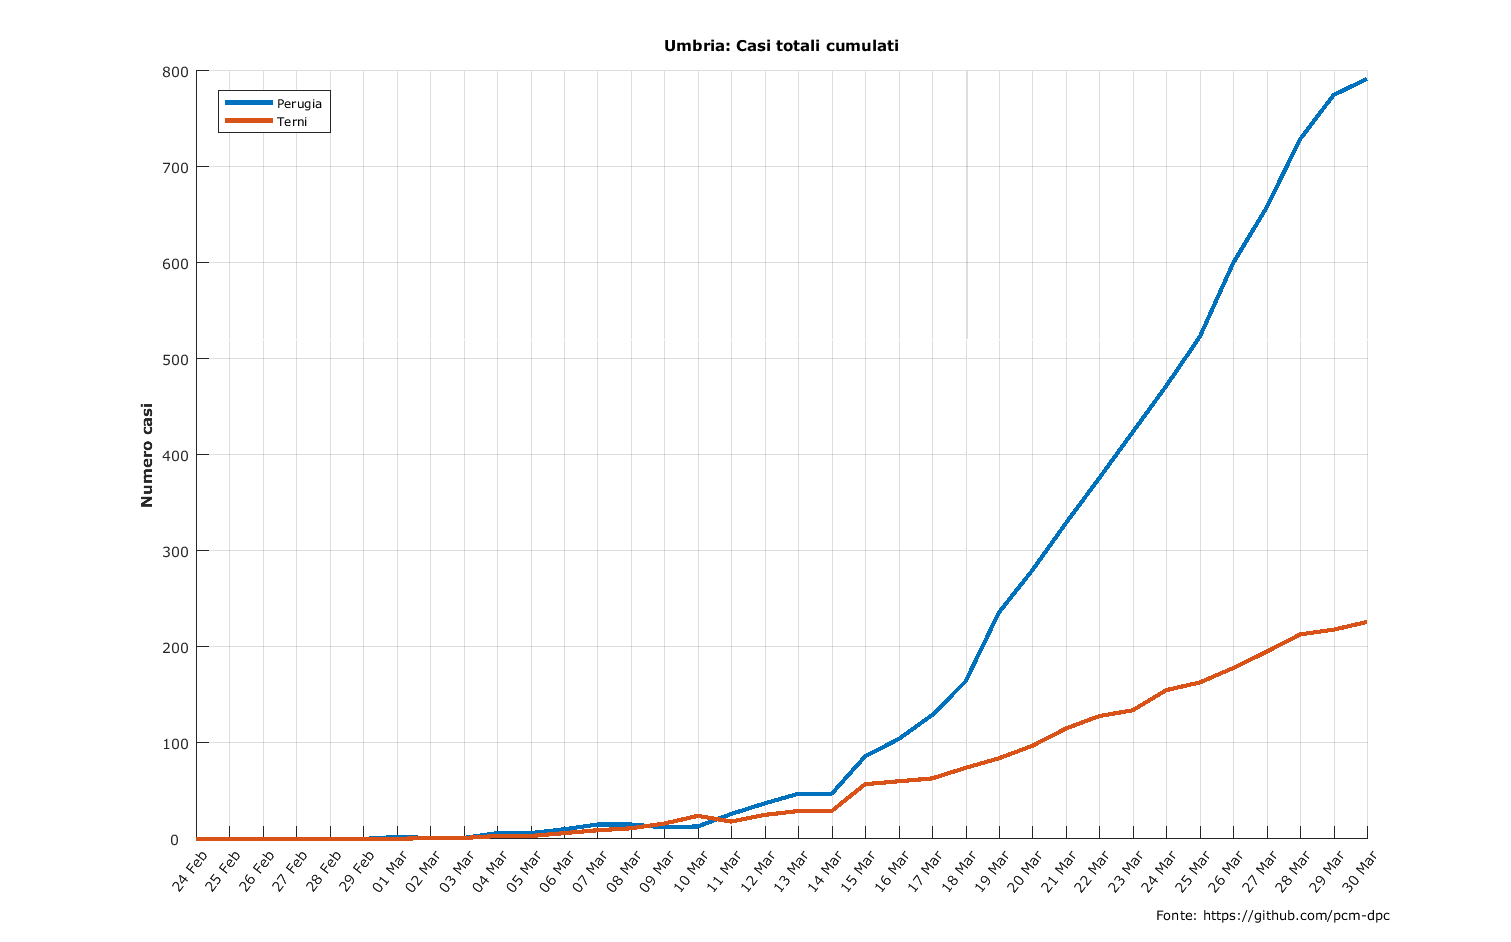 Umbria: Casi totali cumulati
Perugia
Terni
Numero casi
800
700
600
500
400
300
200
100
0
24 Feb
25 Feb
26 Feb
27 Feb
28 Feb
29 Feb
01 Mar
02 Mar
03 Mar
04 Mar
05 Mar
06 Mar
07 Mar
08 Mar
09 Mar
10 Mar
11 Mar
12 Mar
13 Mar
14 Mar
15 Mar
16 Mar
17 Mar
18 Mar
19 Mar
20 Mar
21 Mar
22 Mar
23 Mar
24 Mar
25 Mar
26 Mar
27 Mar
28 Mar
29 Mar
30 Mar
Fonte: https://github.com/pcm-dpc